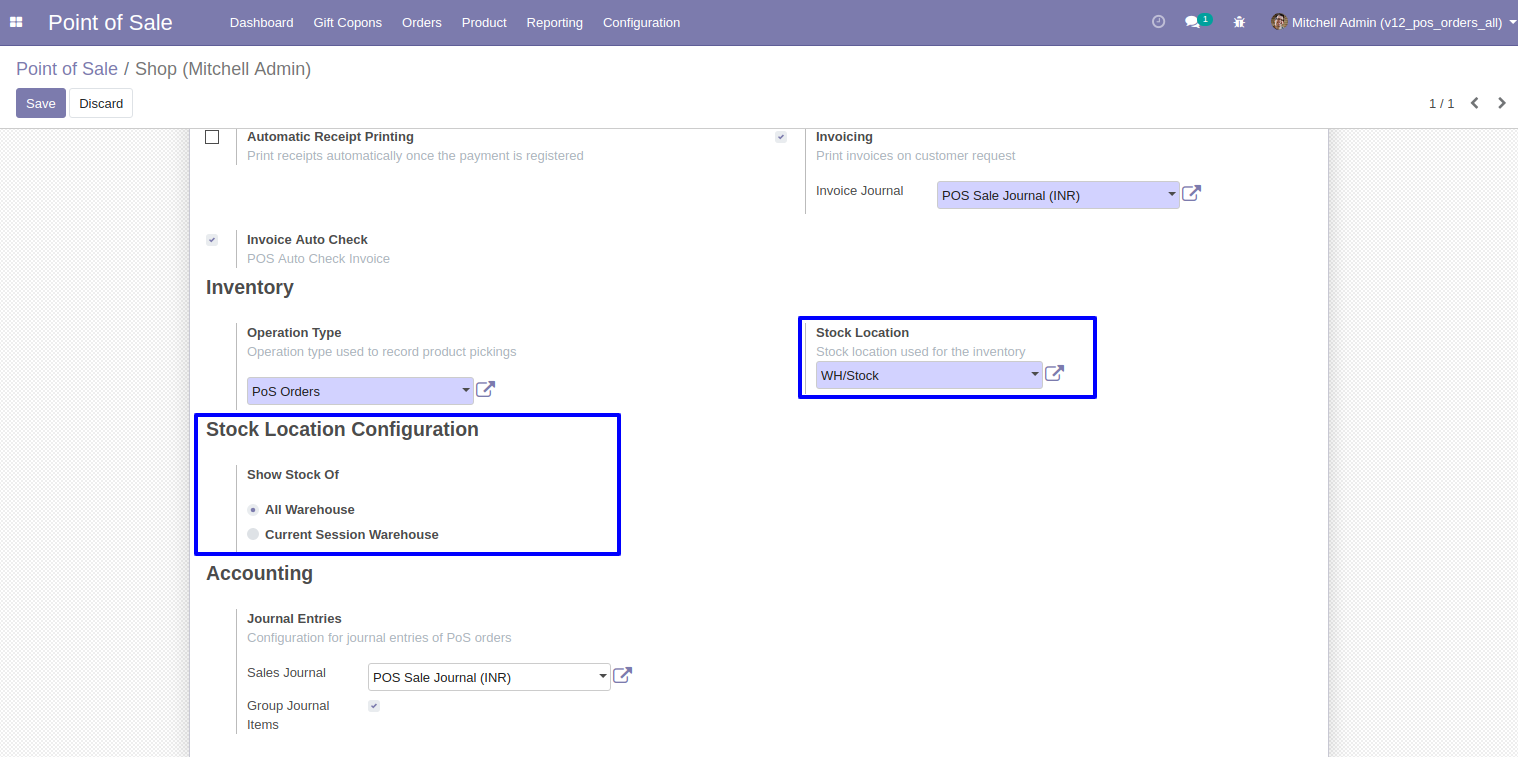 Point of Sale
Dashboard
Gift Copons
Orders
Product
Reporting
Configuration
1
Mitchell Admin (v12_pos_orders_all)
Point of Sale / Shop (Mitchell Admin)
Save
Discard
1 / 1
Automatic Receipt Printing
Print receipts automatically once the payment is registered
Invoicing
Print invoices on customer request
Invoice Journal
POS Sale Journal (INR)
Invoice Auto Check
POS Auto Check Invoice
Inventory
Operation Type
Operation type used to record product pickings
PoS Orders
Stock Location
Stock location used for the inventory
WH/Stock
Stock Location Configuration
Show Stock Of
All Warehouse
Current Session Warehouse
Accounting
Journal Entries
Configuration for journal entries of PoS orders
Sales Journal
POS Sale Journal (INR)
Group Journal
Items